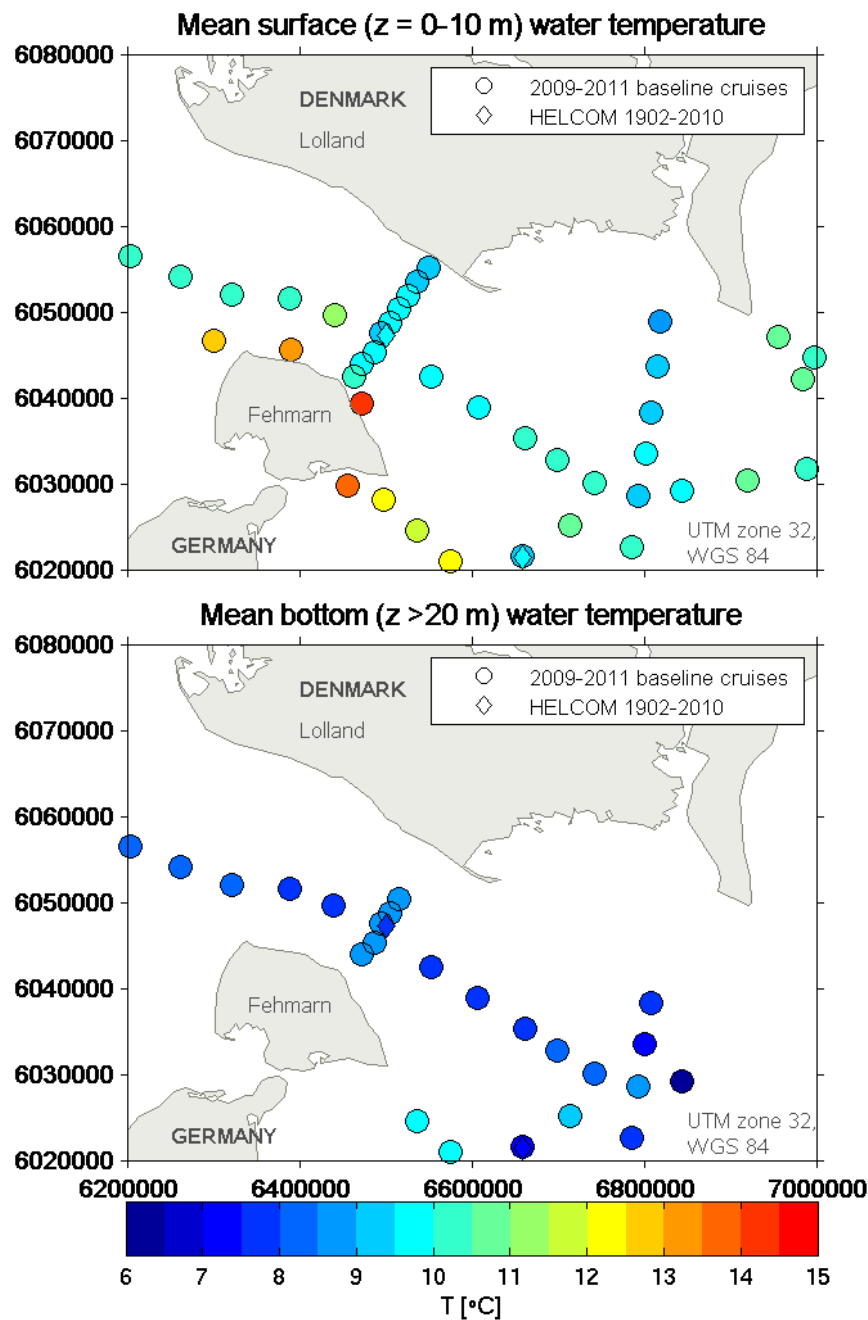 Mean surface (z = 0-10 m) water temperature
6080000
6070000
6060000
6050000
6040000
6030000
6020000
DENMARK
Lolland
2009-2011 baseline cruises
HELCOM 1902-2010
Fehmarn
GERMANY
UTM zone 32,
WGS 84
Mean bottom (z >20 m) water temperature
6080000
6070000
6060000
6050000
6040000
6030000
6020000
DENMARK
Lolland
2009-2011 baseline cruises
HELCOM 1902-2010
Fehmarn
GERMANY
UTM zone 32,
WGS 84
6200000 6400000 6600000 6800000 7000000
6 7 8 9 10 11 12 13 14 15
T [°C]